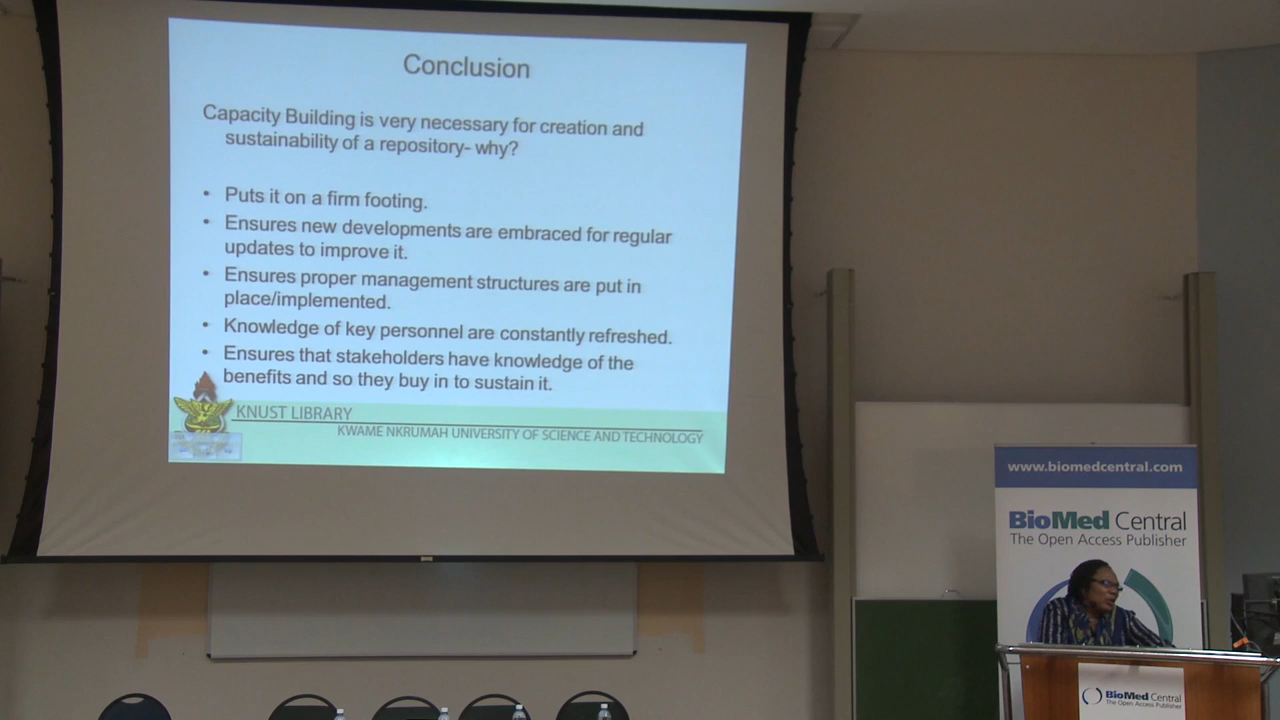 Conclusion
Capacity Building is very necessary for creation and
sustainability of a repository- why?
• Puts it on a firm footing.
• Ensures new developments are embraced for regular
updates to improve it.
• Ensures proper management structures are put in
place/implemented.
• Knowledge of key personnel are constantly refreshed.
• Ensures that stakeholders have knowledge of the
benefits and so they buy in to sustain it.
KNUST LIBRARY
KWAME NKRUMAH UNIVERSITY OF SCIENCE AND TECHNOLOGY
www.biomedcentral.com
BioMed Central
The Open Access Publisher
BioMed Central
The Open Access Publisher